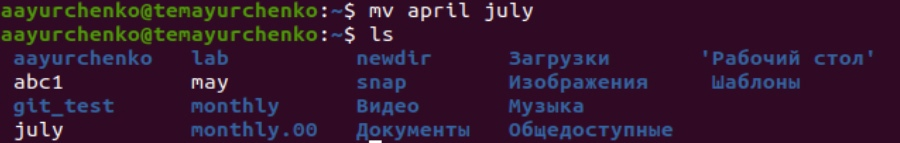 aayurchenko@temayurchenko:~$ mv april july
aayurchenko@temayurchenko:~$ ls
aayurchenko lab newdir Загрузки 'Рабочий стол'
abc1 may snap Изображения Шаблоны
git_test monthly Видео Музыка
july monthly.00 Документы Общедоступные